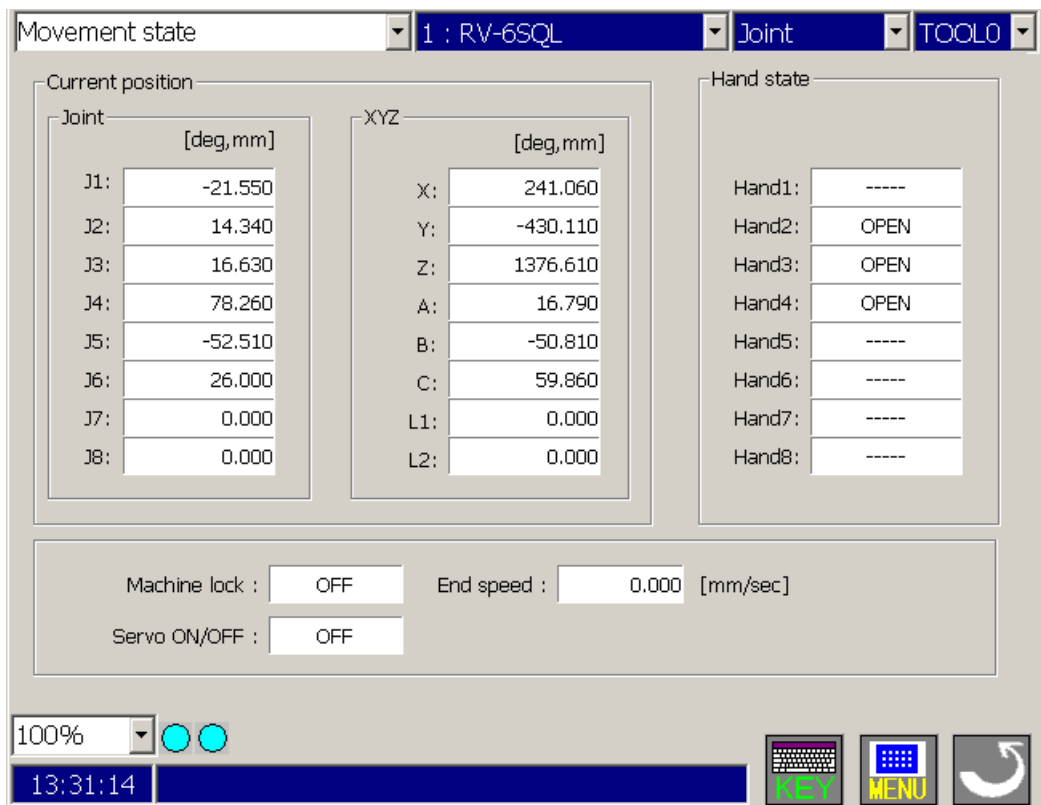 Movement state 1 : RV-6SQL Joint TOOL0
Current position
Joint
[deg,mm]
J1: -21.550
J2: 14.340
J3: 16.630
J4: 78.260
J5: -52.510
J6: 26.000
J7: 0.000
J8: 0.000
XYZ
[deg,mm]
X: 241.060
Y: -430.110
Z: 1376.610
A: 16.790
B: -50.810
C: 59.860
L1: 0.000
L2: 0.000
Hand state
Hand1: -----
Hand2: OPEN
Hand3: OPEN
Hand4: OPEN
Hand5: -----
Hand6: -----
Hand7: -----
Hand8: -----
Machine lock : OFF End speed : 0.000 [mm/sec]
Servo ON/OFF : OFF
100%
13:31:14
KEY
MENU